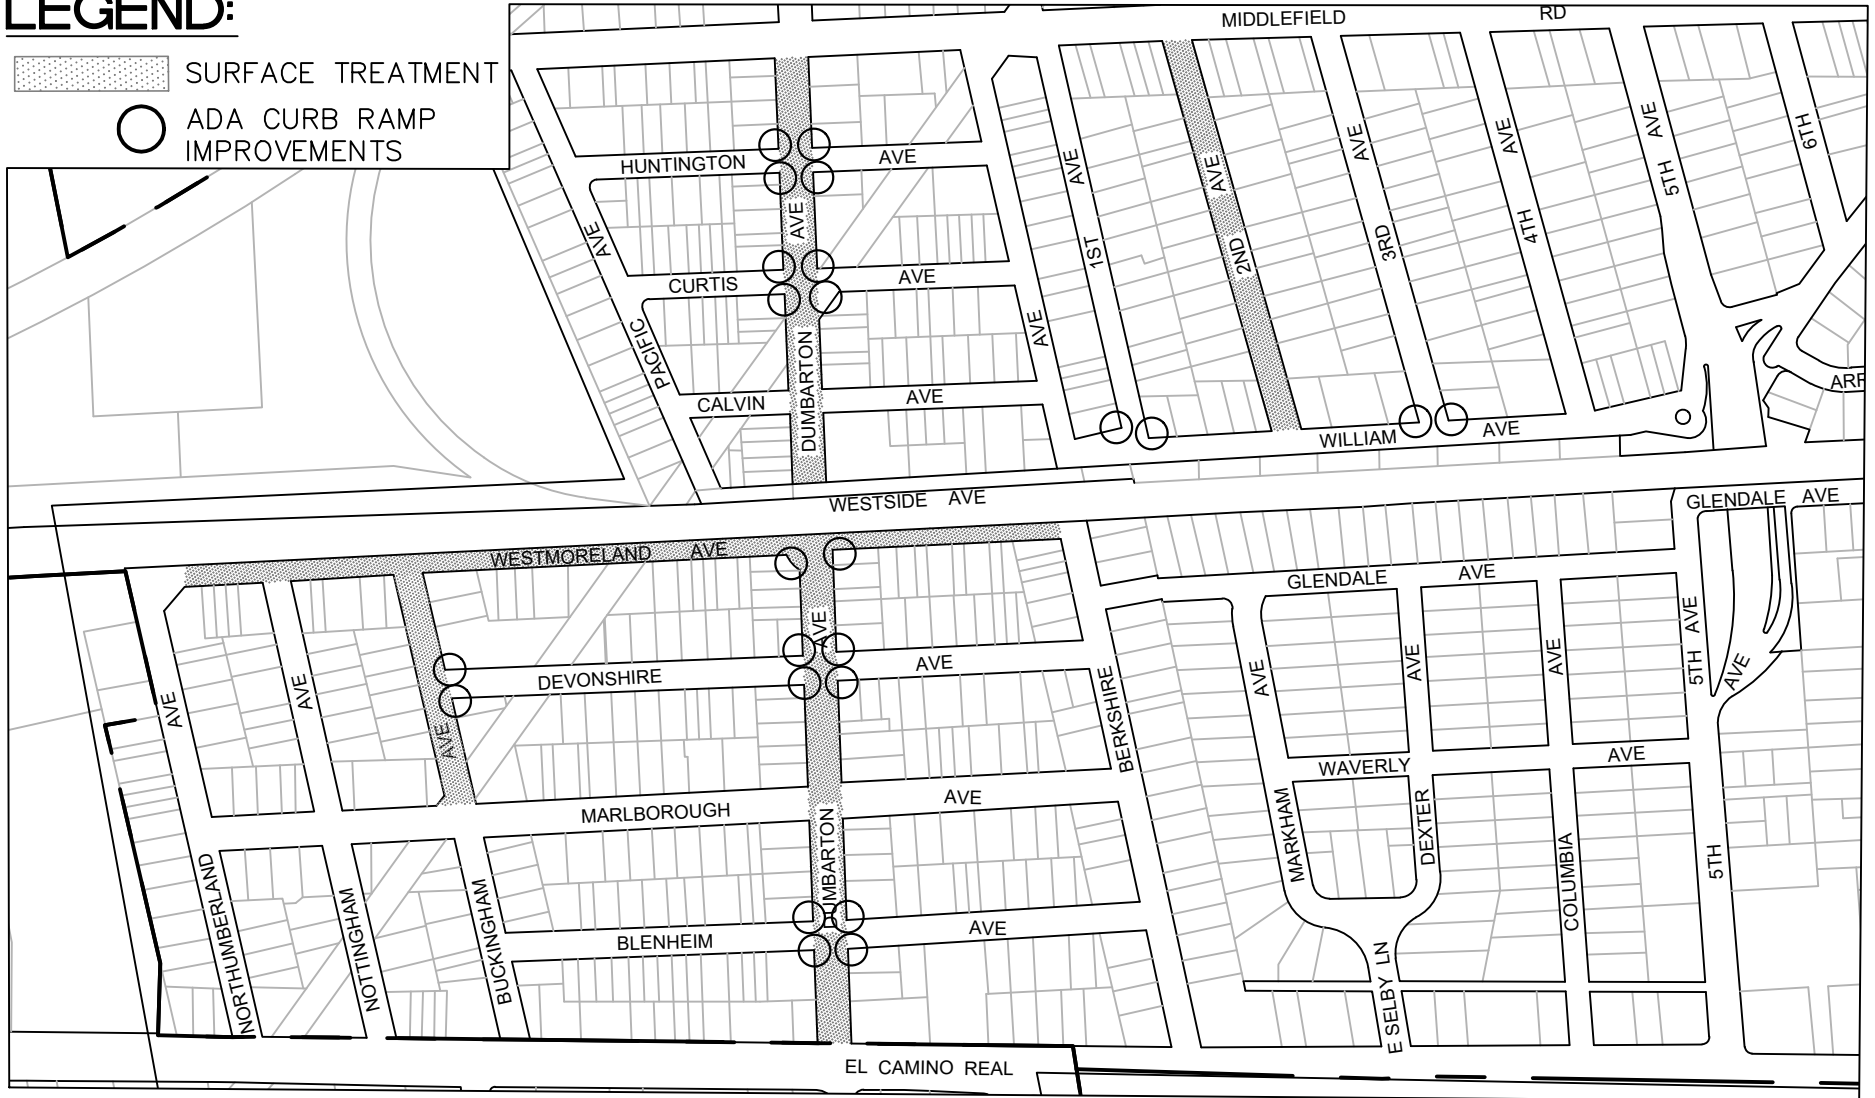 LEGEND:
SURFACE TREATMENT
ADA CURB RAMP
IMPROVEMENTS
MIDDLEFIELD RD
HUNTINGTON AVE
CURTIS AVE
CALVIN AVE
PACIFIC AVE
DUMBARTON AVE
AVE
1ST AVE
2ND AVE
3RD AVE
4TH AVE
5TH AVE
6TH
WILLIAM AVE
WESTSIDE AVE
ARR
GLENDALE AVE
WESTMORELAND AVE
GLENDALE AVE
DEVONSHIRE AVE
AVE
AVE
AVE
DUMBARTON AVE
BERKSHIRE
AVE
AVE
AVE
5TH AVE
AVE
WAVERLY AVE
MARLBOROUGH AVE
MARKHAM
DEXTER
COLUMBIA
5TH
NORTHUMBERLAND
NOTTINGHAM
BUCKINGHAM
BLENHEIM AVE
E SELBY LN
EL CAMINO REAL